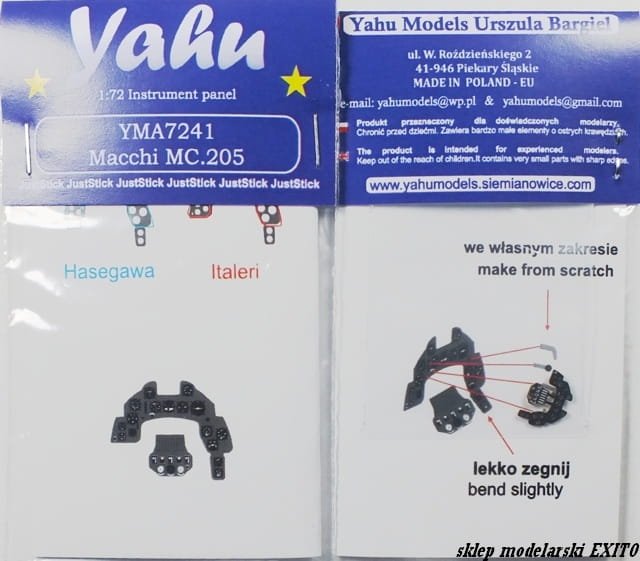 Yahu
1:72 Instrument panel
YMA7241
Macchi MC.205
JustStick JustStick JustStick JustStick JustStick JustStick
Hasegawa
Italeri
Yahu Models Urszula Bargiel
ul. W. Roździeńskiego 2
41-946 Piekary Śląskie
MADE IN POLAND - EU
e-mail: yahumodels@wp.pl & yahumodels@gmail.com
Produkt przeznaczony dla doświadczonych modelarzy.
Chronić przed dziećmi. Zawiera bardzo małe elementy o ostrych krawędziach.
The product is intended for experienced modelers.
Keep out of the reach of children.It contains very small parts with sharp edges.
www.yahumodels.siemianowice.com
we własnym zakresie
make from scratch
lekko zegnij
bend slightly
sklep modelarski EXITO